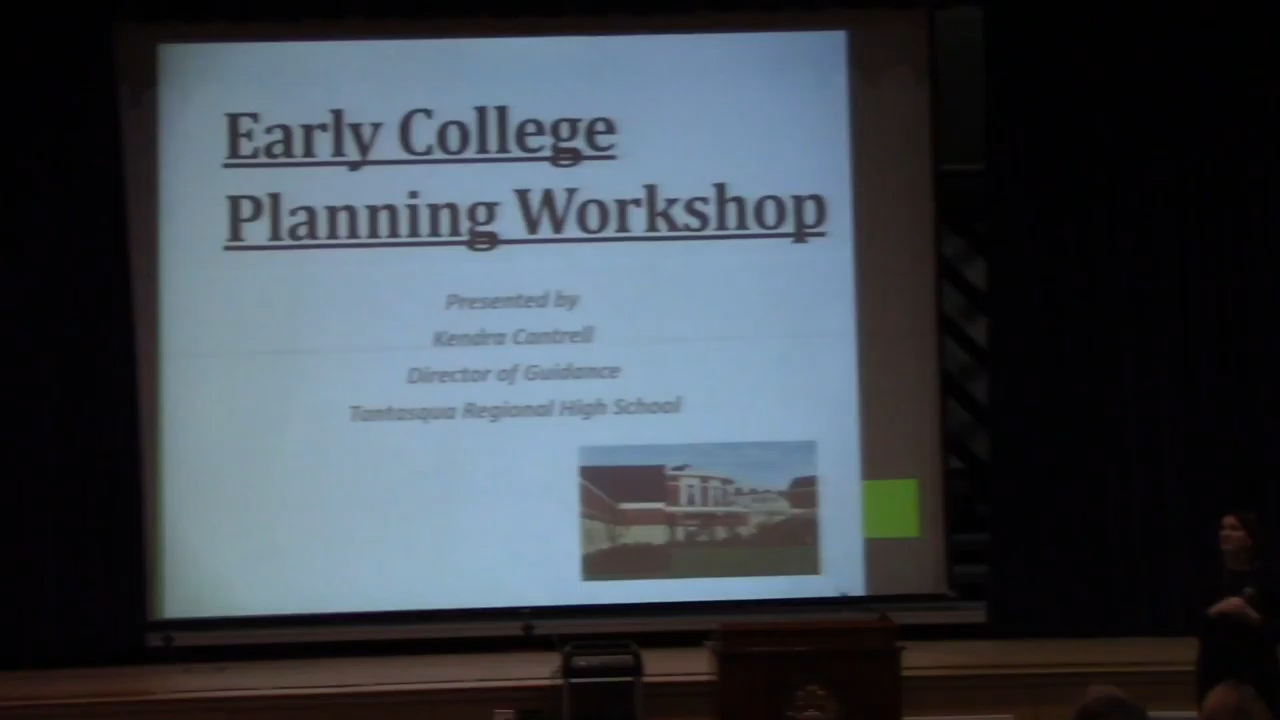 Early College
Planning Workshop
Presented by
Kendra Cantrell
Director of Guidance
Tantasqua Regional High School